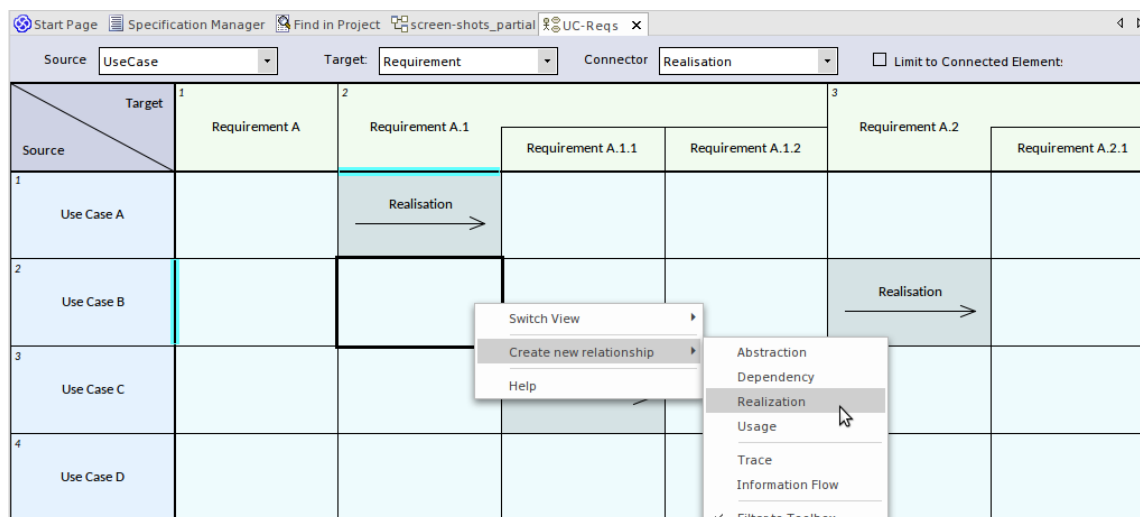 Start Page Specification Manager Find in Project screen-shots_partial UC-Reqs X
Source UseCase Target: Requirement Connector Realisation Limit to Connected Element:
Target
Source
1
Requirement A
2
Requirement A.1
Requirement A.1.1
Requirement A.1.2
3
Requirement A.2
Requirement A.2.1
1
Use Case A
Realisation
2
Use Case B
Realisation
Switch View
Create new relationship
Help
Abstraction
Dependency
Realization
Usage
Trace
Information Flow
3
Use Case C
4
Use Case D